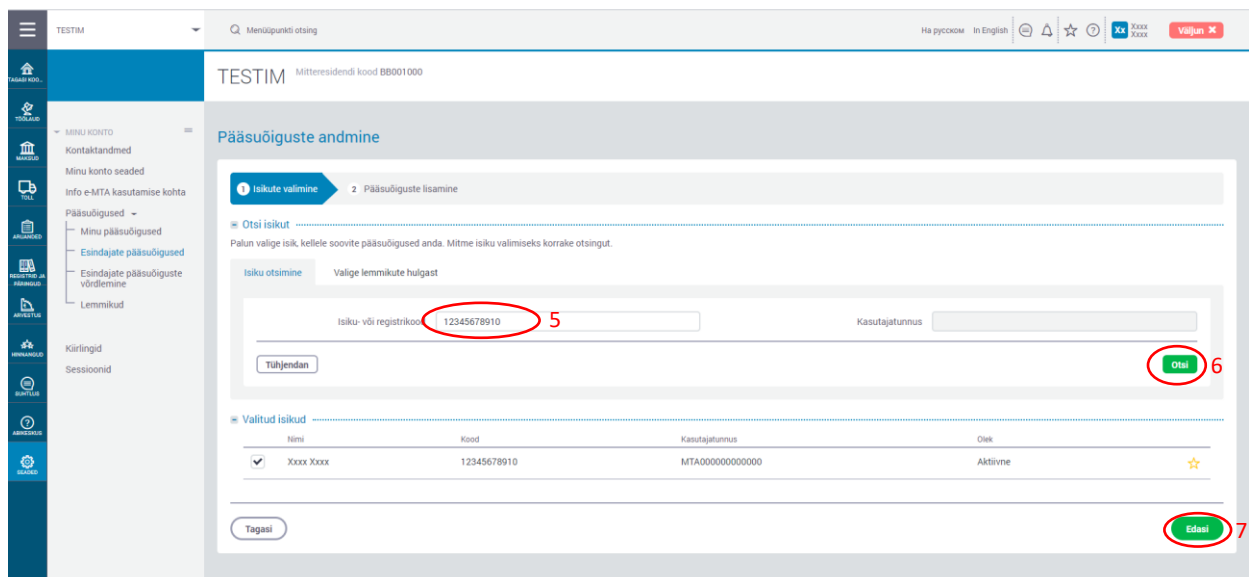 TESTIM
Menüüpunkti otsing
На русском In English
Xx
Xxxx
Xxxx
Väljun ✖
TAGASI KOO...
TÖÖLAUD
MAKSUD
TOLL
ARUANDED
REGISTRID JA
PÄRINGUD
ARVESTUS
HINNANGUD
SUHTLUS
ABIKESKUS
SEADED
MINU KONTO
Kontaktandmed
Minu konto seaded
Info e-MTA kasutamise kohta
Pääsuõigused
Minu pääsuõigused
Esindajate pääsuõigused
Esindajate pääsuõiguste
võrdlemine
Lemmikud
Kiirlingid
Sessioonid
TESTIM Mitteresidendi kood BB001000
Pääsuõiguste andmine
1 Isikute valimine 2 Pääsuõiguste lisamine
Otsi isikut
Palun valige isik, kellele soovite pääsuõigused anda. Mitme isiku valimiseks korrake otsingut.
Isiku otsimine Valige lemmikute hulgast
Isiku- või registrikood 12345678910 5 Kasutajatunnus
Tühjendan Otsi 6
Valitud isikud
Nimi Kood Kasutajatunnus Olek
Xxxx Xxxx 12345678910 MTA000000000000 Aktiivne
Tagasi Edasi 7